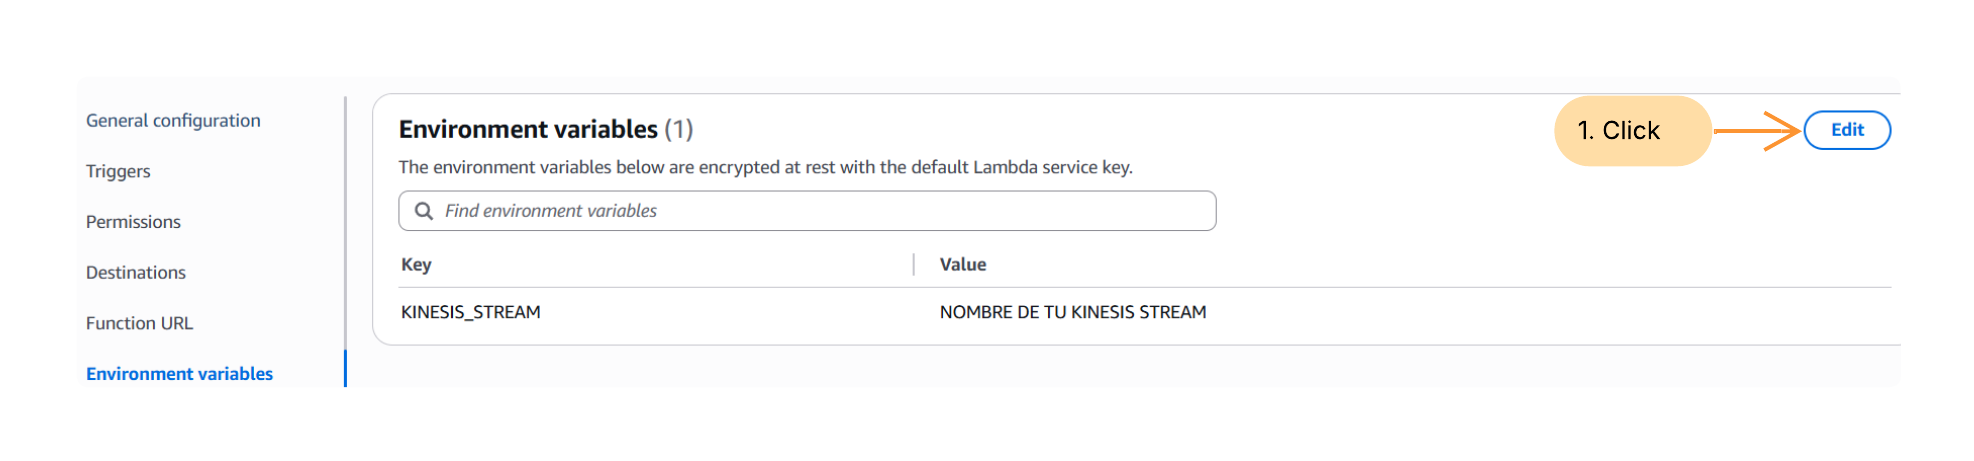 General configuration
Triggers
Permissions
Destinations
Function URL
Environment variables
Environment variables (1)
The environment variables below are encrypted at rest with the default Lambda service key.
Find environment variables
Key
Value
KINESIS_STREAM
NOMBRE DE TU KINESIS STREAM
1. Click
Edit